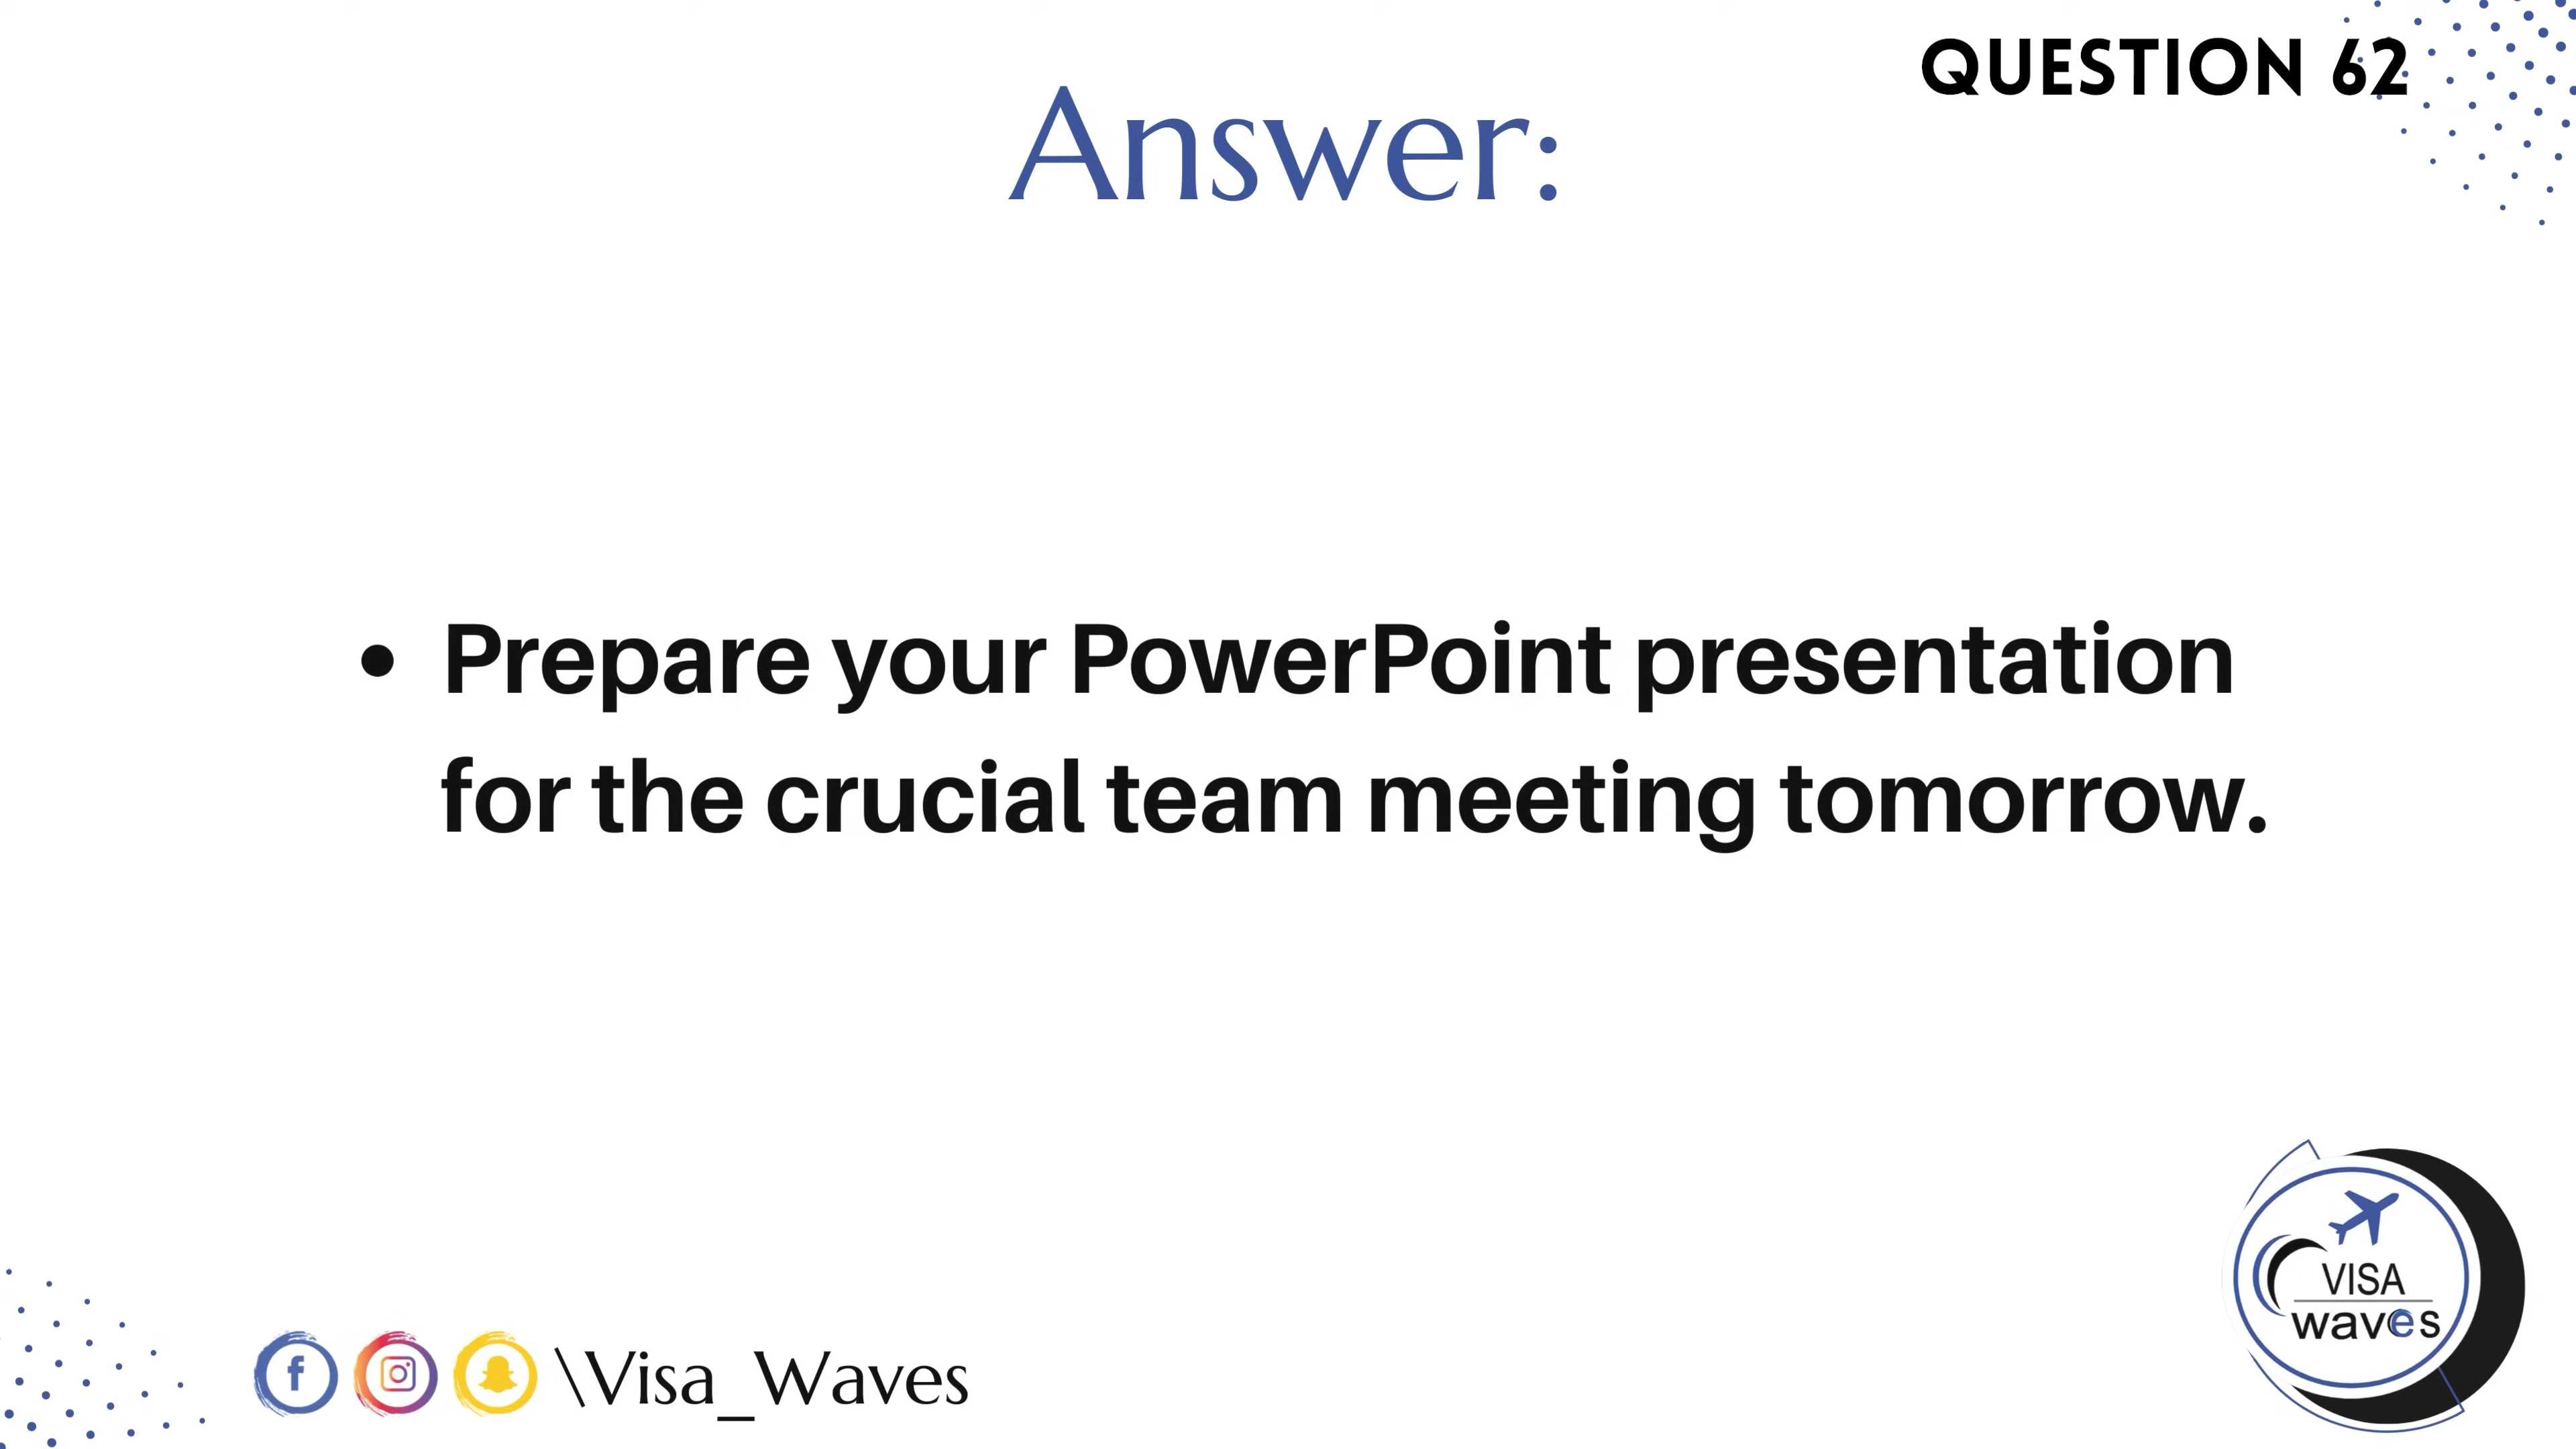 QUESTION 62
Answer:
• Prepare your PowerPoint presentation
for the crucial team meeting tomorrow.
VISA
waves
\Visa_Waves